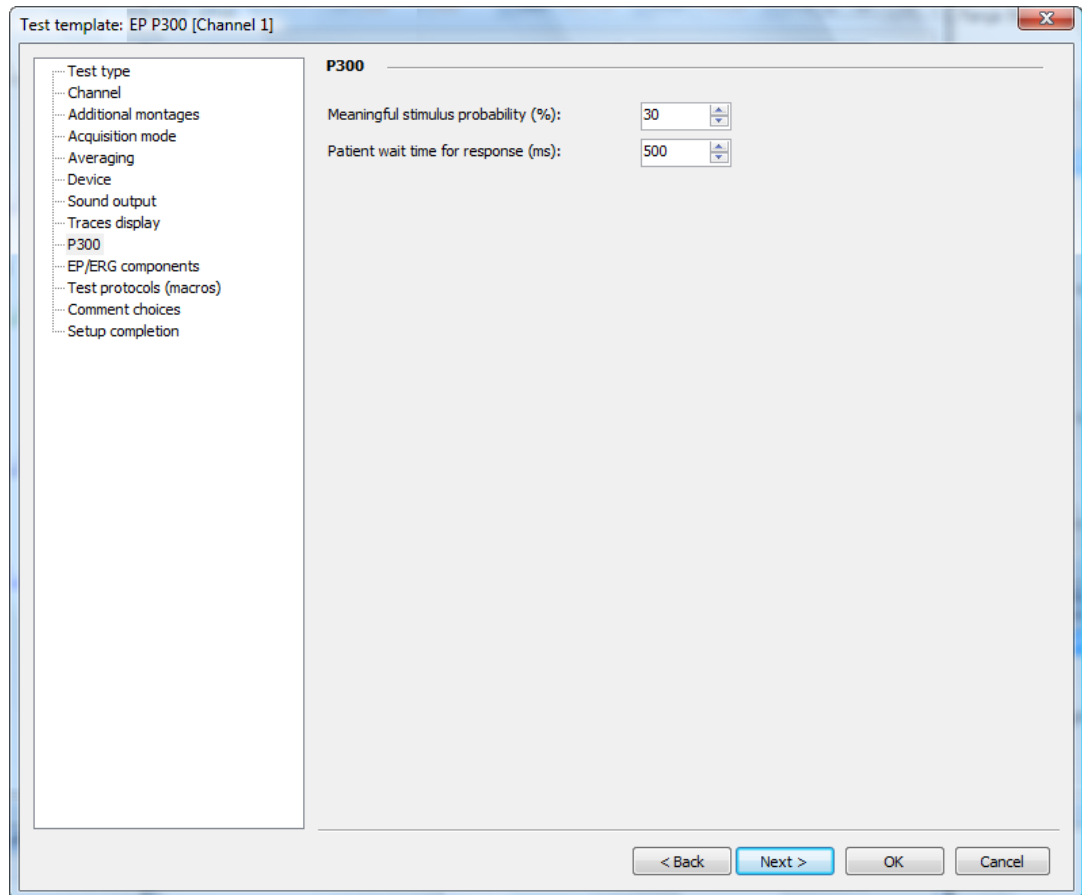 Test template: EP P300 [Channel 1]
Test type
Channel
Additional montages
Acquisition mode
Averaging
Device
Sound output
Traces display
P300
EP/ERG components
Test protocols (macros)
Comment choices
Setup completion
P300
Meaningful stimulus probability (%): 30
Patient wait time for response (ms): 500
< Back Next > OK Cancel